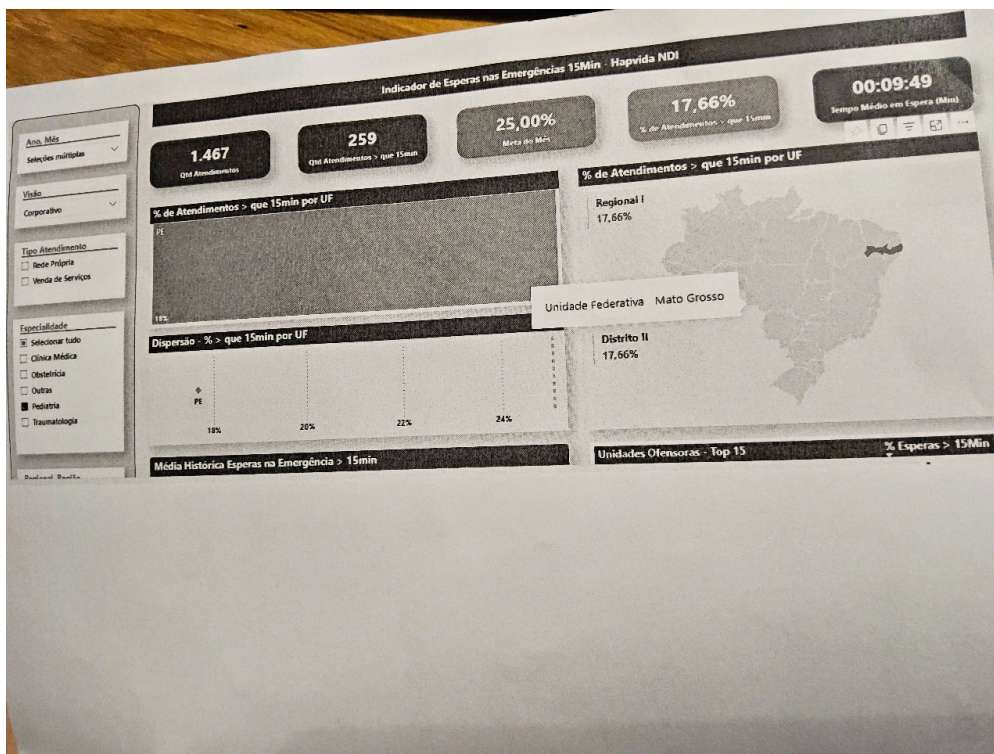 Indicador de Esperas nas Emergências 15Min - Hapvida NDI
Ano, Mês
Seleções múltiplas
Visão
Corporativo
Tipo Atendimento
Rede Própria
Venda de Serviços
Especialidade
Selecionar tudo
Clínica Médica
Obstetrícia
Outras
Pediatria
Traumatologia
Regional, Região
1.467
Qtd Atendimentos
259
Qtd Atendimentos > que 15min
25,00%
Meta do Mês
17,66%
% de Atendimentos > que 15min
00:09:49
Tempo Médio em Espera (Min)
% de Atendimentos > que 15min por UF
PE
18%
Dispersão - % > que 15min por UF
PE
18%
20%
22%
24%
% de Atendimentos > que 15min por UF
Regional I
17,66%
Unidade Federativa Mato Grosso
Distrito II
17,66%
Média Histórica Esperas na Emergência > 15min
Unidades Ofensoras - Top 15
% Esperas > 15Min